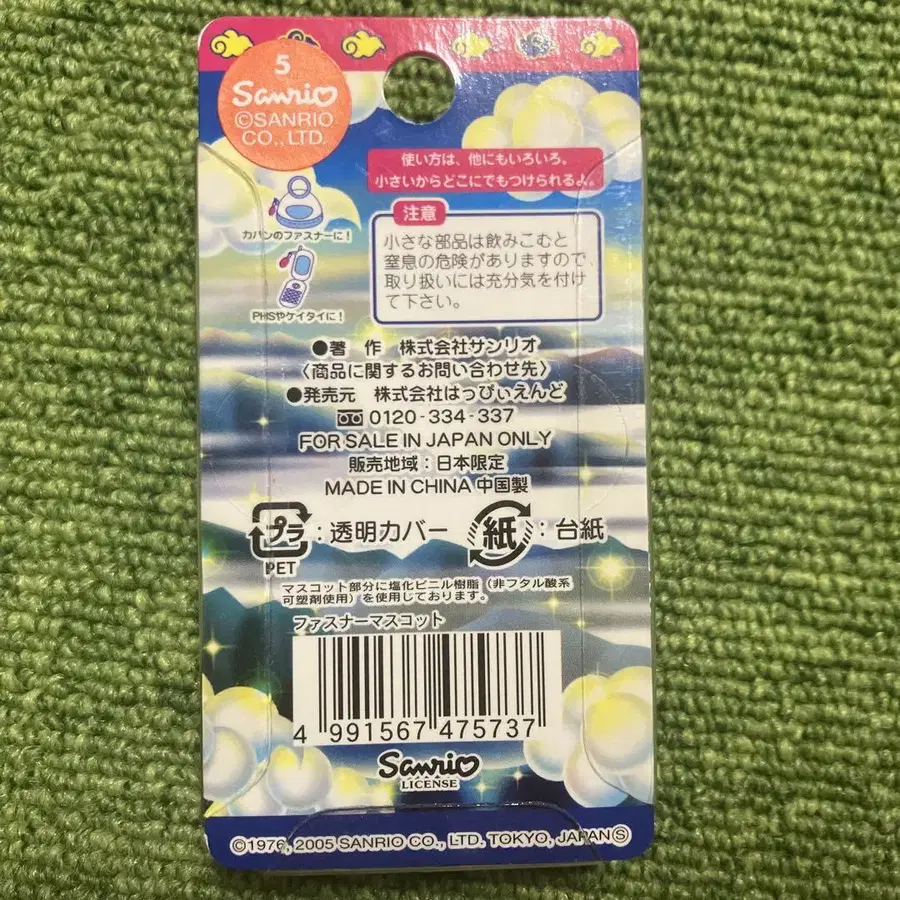 5
Sanrio
©SANRIO
CO., LTD.
使い方は、他にもいろいろ。
小さいからどこにでもつけられるよ。
カバンのファスナーに!
PHSやケイタイに!
注意
小さな部品は飲みこむと
窒息の危険がありますので、
取り扱いには充分気を付け
て下さい。
●著 作 株式会社サンリオ
〈商品に関するお問い合わせ先〉
●発売元 株式会社はっぴぃえんど
0120-334-337
FOR SALE IN JAPAN ONLY
販売地域:日本限定
MADE IN CHINA 中国製
プラ:透明カバー 紙:台紙
PET
マスコット部分に塩化ビニル樹脂(非フタル酸系
可塑剤使用)を使用しております。
ファスナーマスコット
4 991567 475737
Sanrio
LICENSE
©1976, 2005 SANRIO CO., LTD. TOKYO, JAPAN Ⓢ